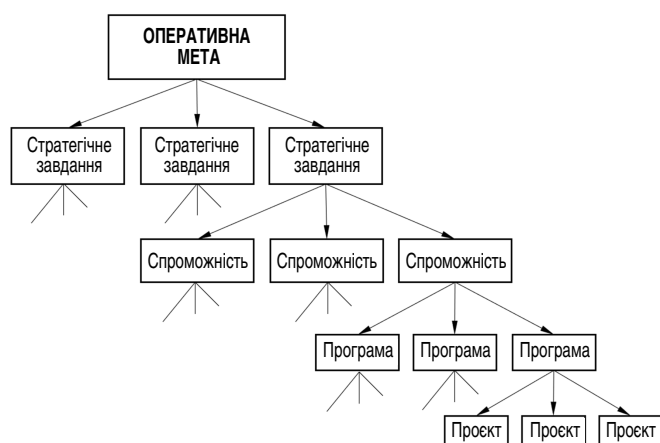 ОПЕРАТИВНА
МЕТА
Стратегічне
завдання
Стратегічне
завдання
Стратегічне
завдання
Спроможність
Спроможність
Спроможність
Програма
Програма
Програма
Проєкт
Проєкт
Проєкт